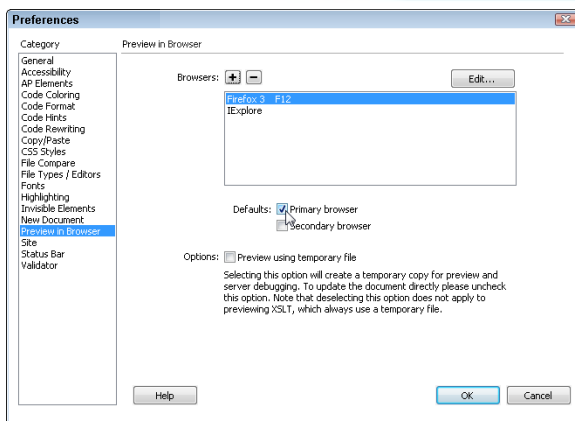 Preferences
Category
Preview in Browser
General
Accessibility
AP Elements
Code Coloring
Code Format
Code Hints
Code Rewriting
Copy/Paste
CSS Styles
File Compare
File Types / Editors
Fonts
Highlighting
Invisible Elements
New Document
Preview in Browser
Site
Status Bar
Validator
Browsers:
Edit...
Firefox 3 F12
IExplore
Defaults: Primary browser
Secondary browser
Options: Preview using temporary file
Selecting this option will create a temporary copy for preview and
server debugging. To update the document directly please uncheck
this option. Note that deselecting this option does not apply to
previewing XSLT, which always use a temporary file.
Help
OK
Cancel